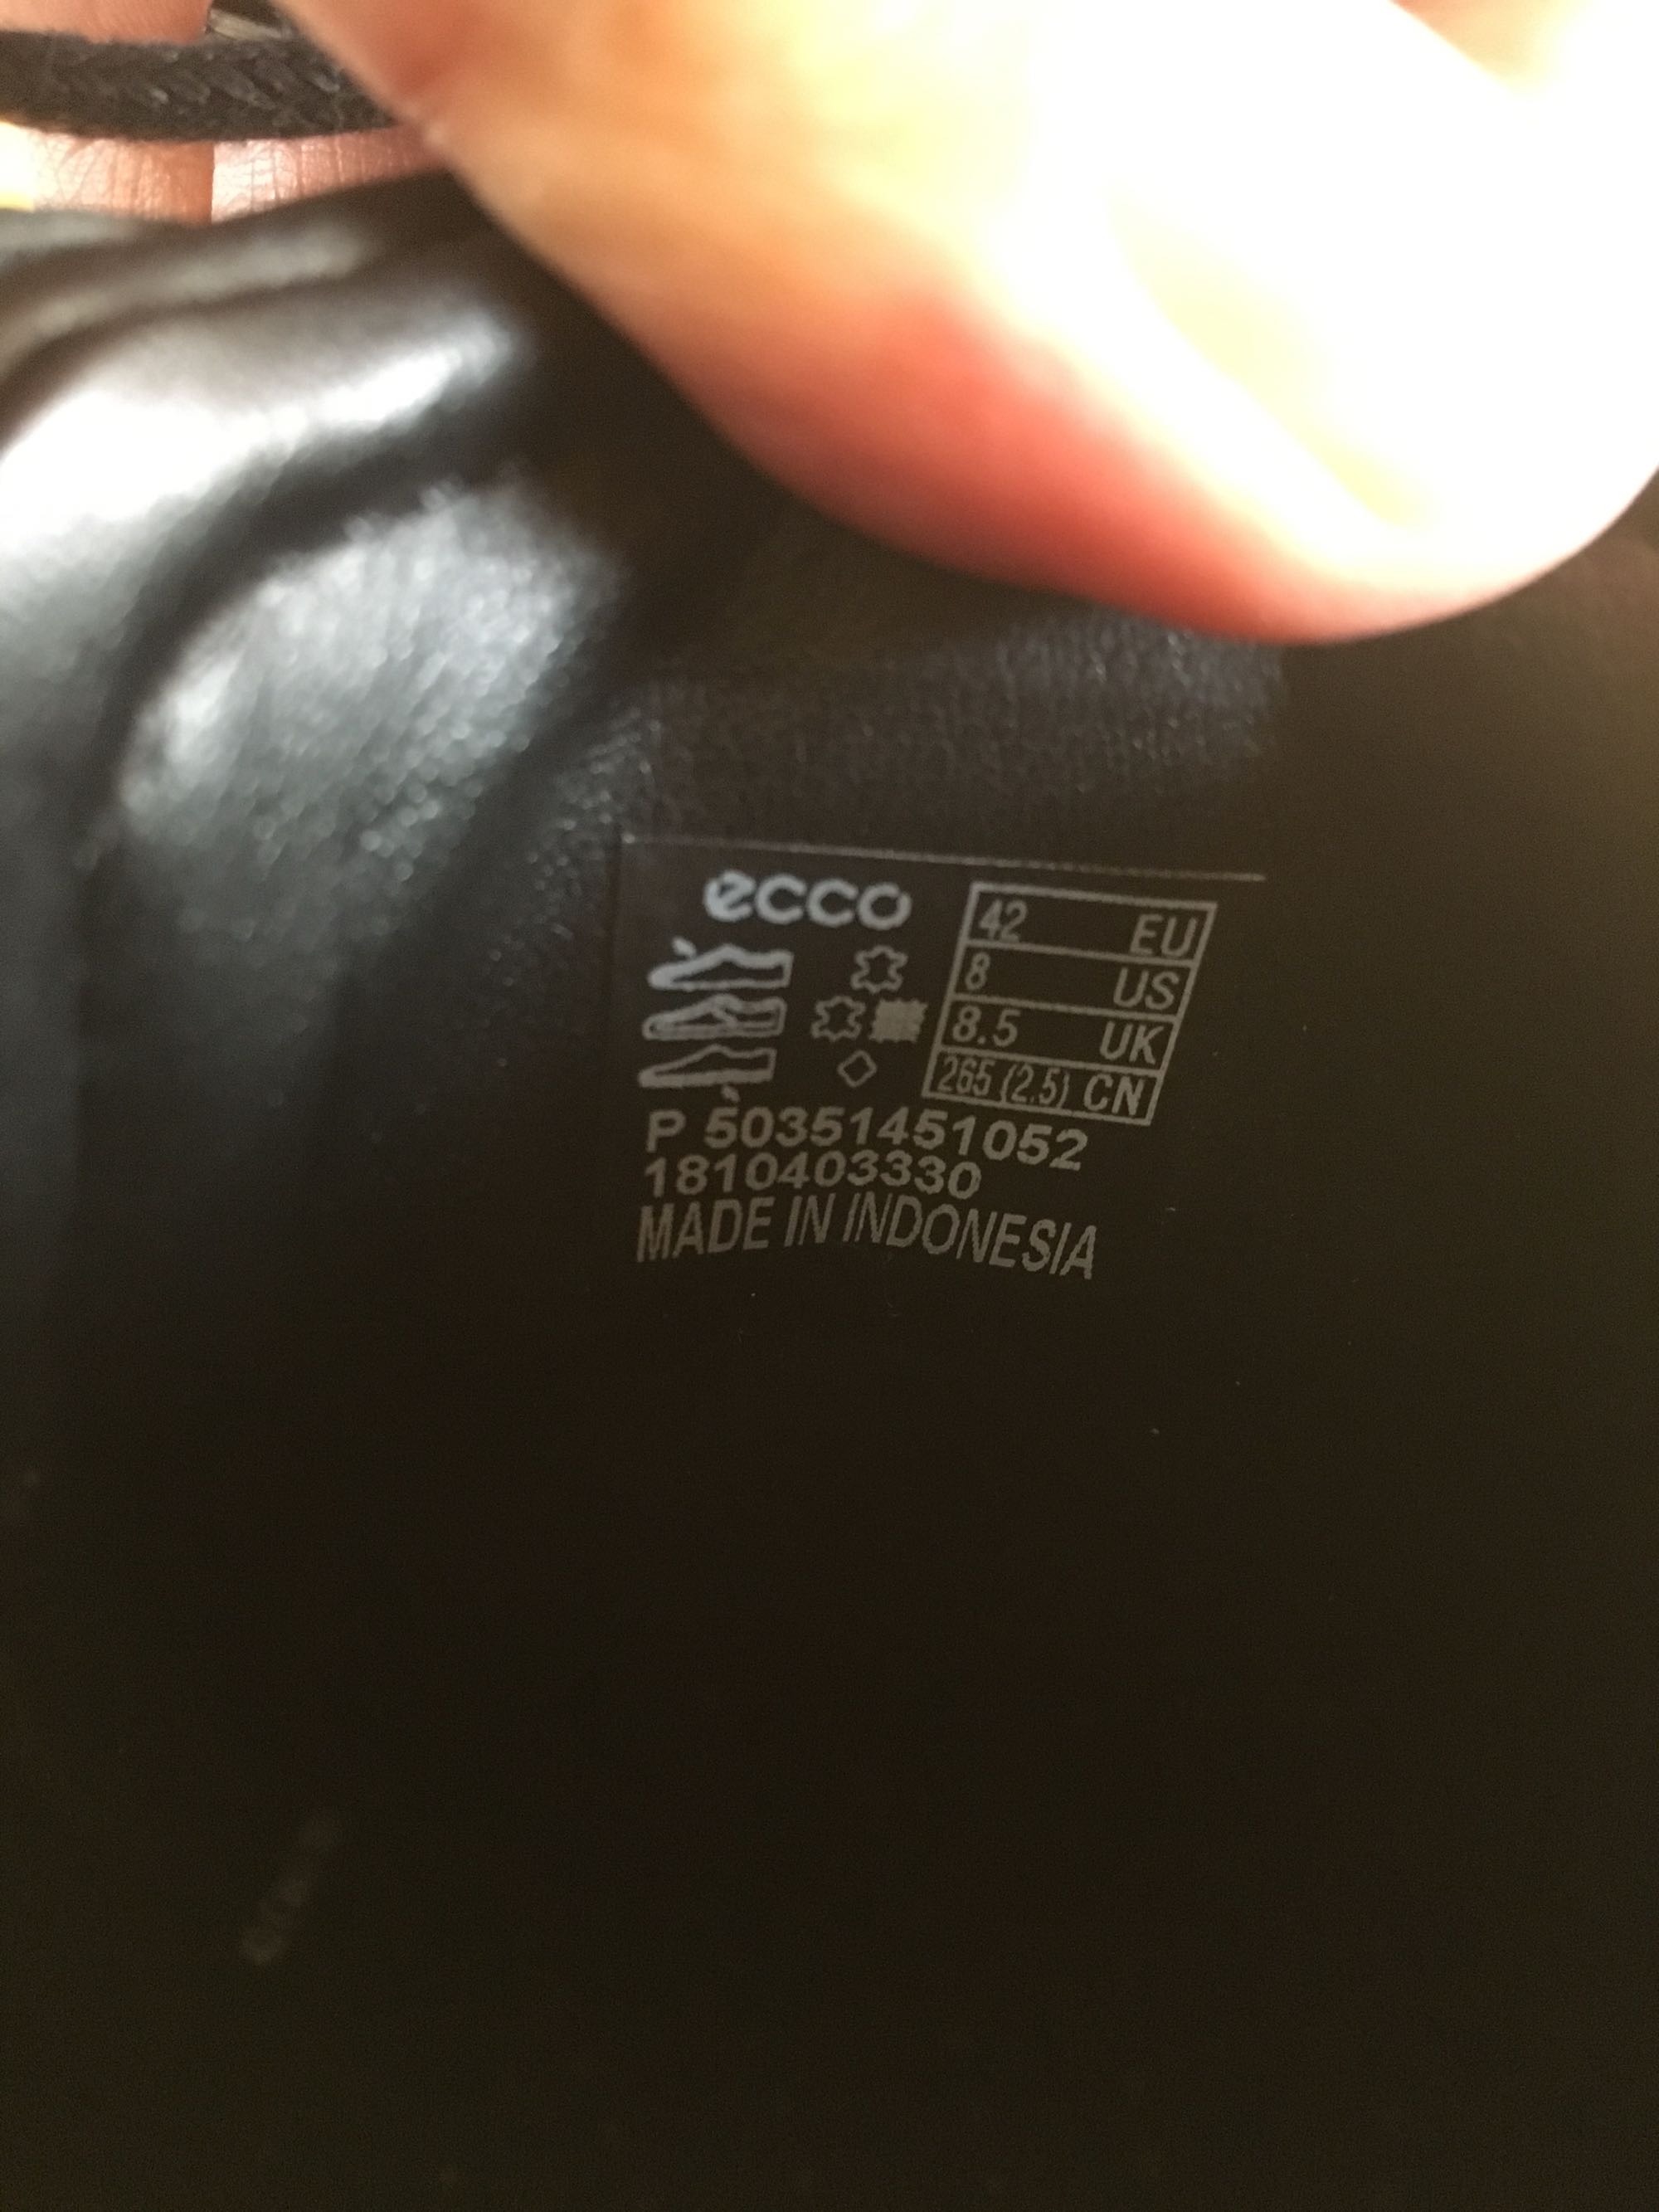 ecco
42 EU
8 US
8.5 UK
265 (2.5) CN
P 50351451052
1810403330
MADE IN INDONESIA